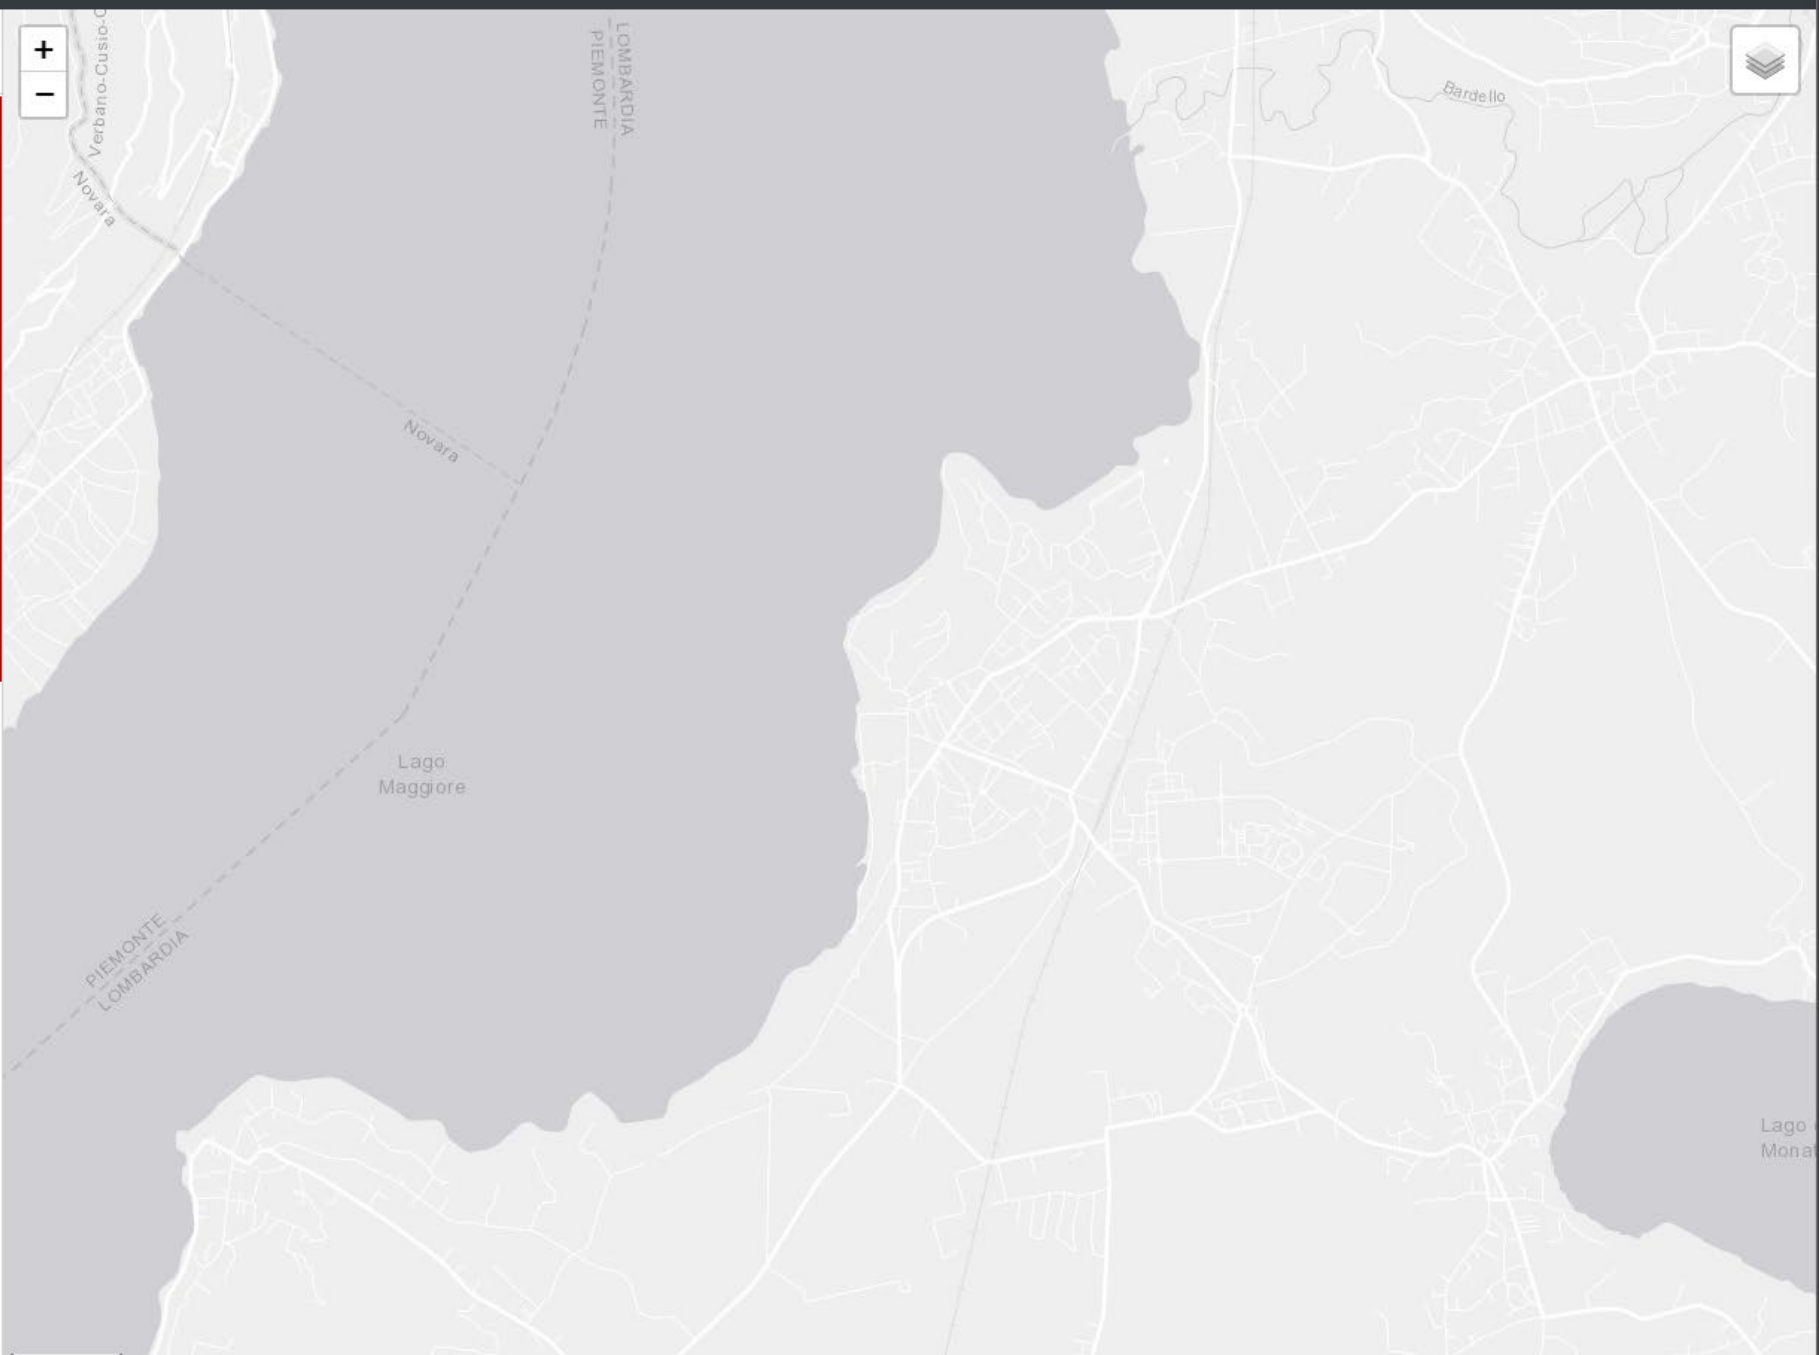 +
−
Verbano-Cusio-
Novara
LOMBARDIA
PIEMONTE
Bardello
Novara
Lago
Maggiore
PIEMONTE
LOMBARDIA
Lago
Mona